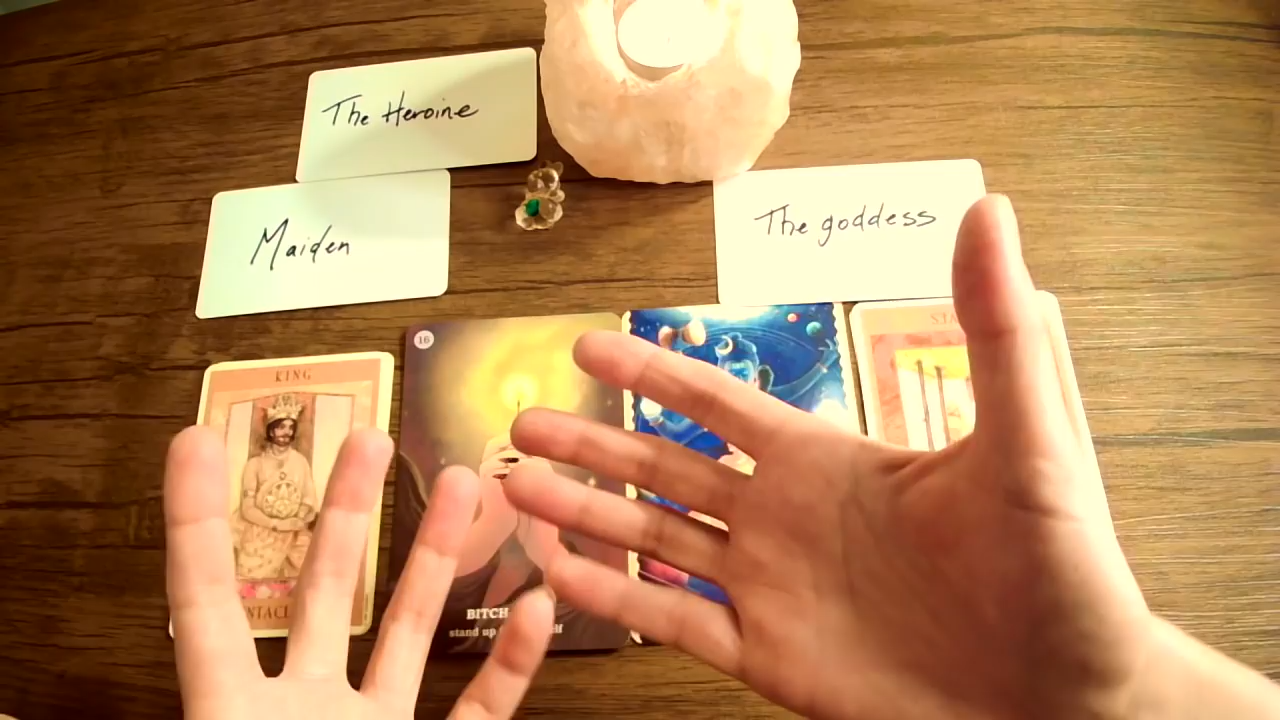 The Heroine
Maiden
The goddess
KING
16
BITCH
stand up